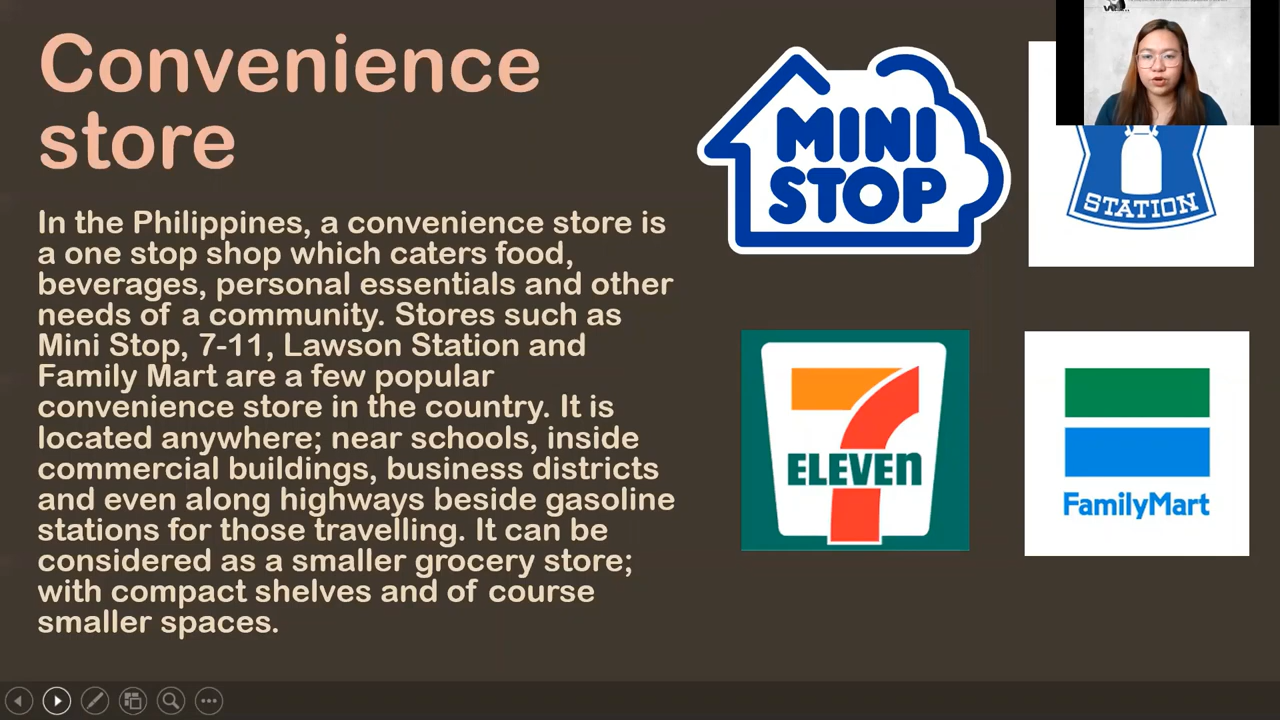 Convenience
store
In the Philippines, a convenience store is
a one stop shop which caters food,
beverages, personal essentials and other
needs of a community. Stores such as
Mini Stop, 7-11, Lawson Station and
Family Mart are a few popular
convenience store in the country. It is
located anywhere; near schools, inside
commercial buildings, business districts
and even along highways beside gasoline
stations for those travelling. It can be
considered as a smaller grocery store;
with compact shelves and of course
smaller spaces.
MINI
STOP
STATION
7
ELEVEN
FamilyMart